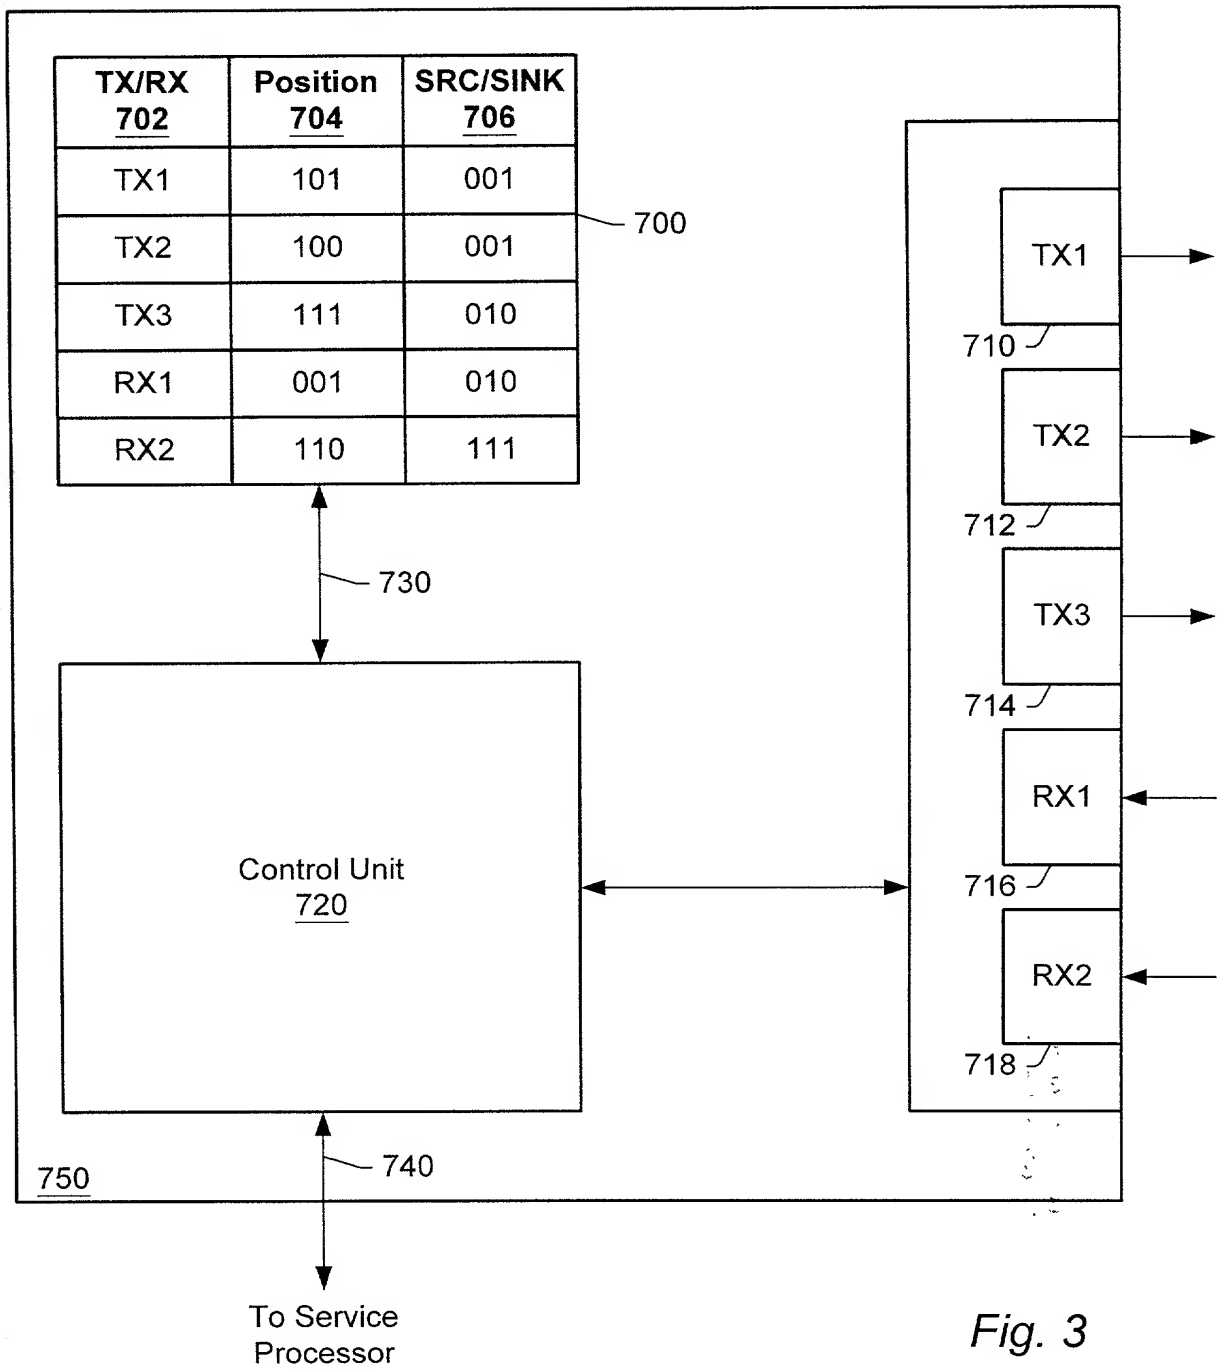 TX/RX Position SRC/SINK
702 704 706
TX1 101 001
TX2 100 001
TX3 111 010
RX1 001 010
RX2 110 111
700
TX1
710
TX2
712
730
TX3
714
RX1
716
Control Unit
720
RX2
718
740
750
To Service
Processor
Fig. 3